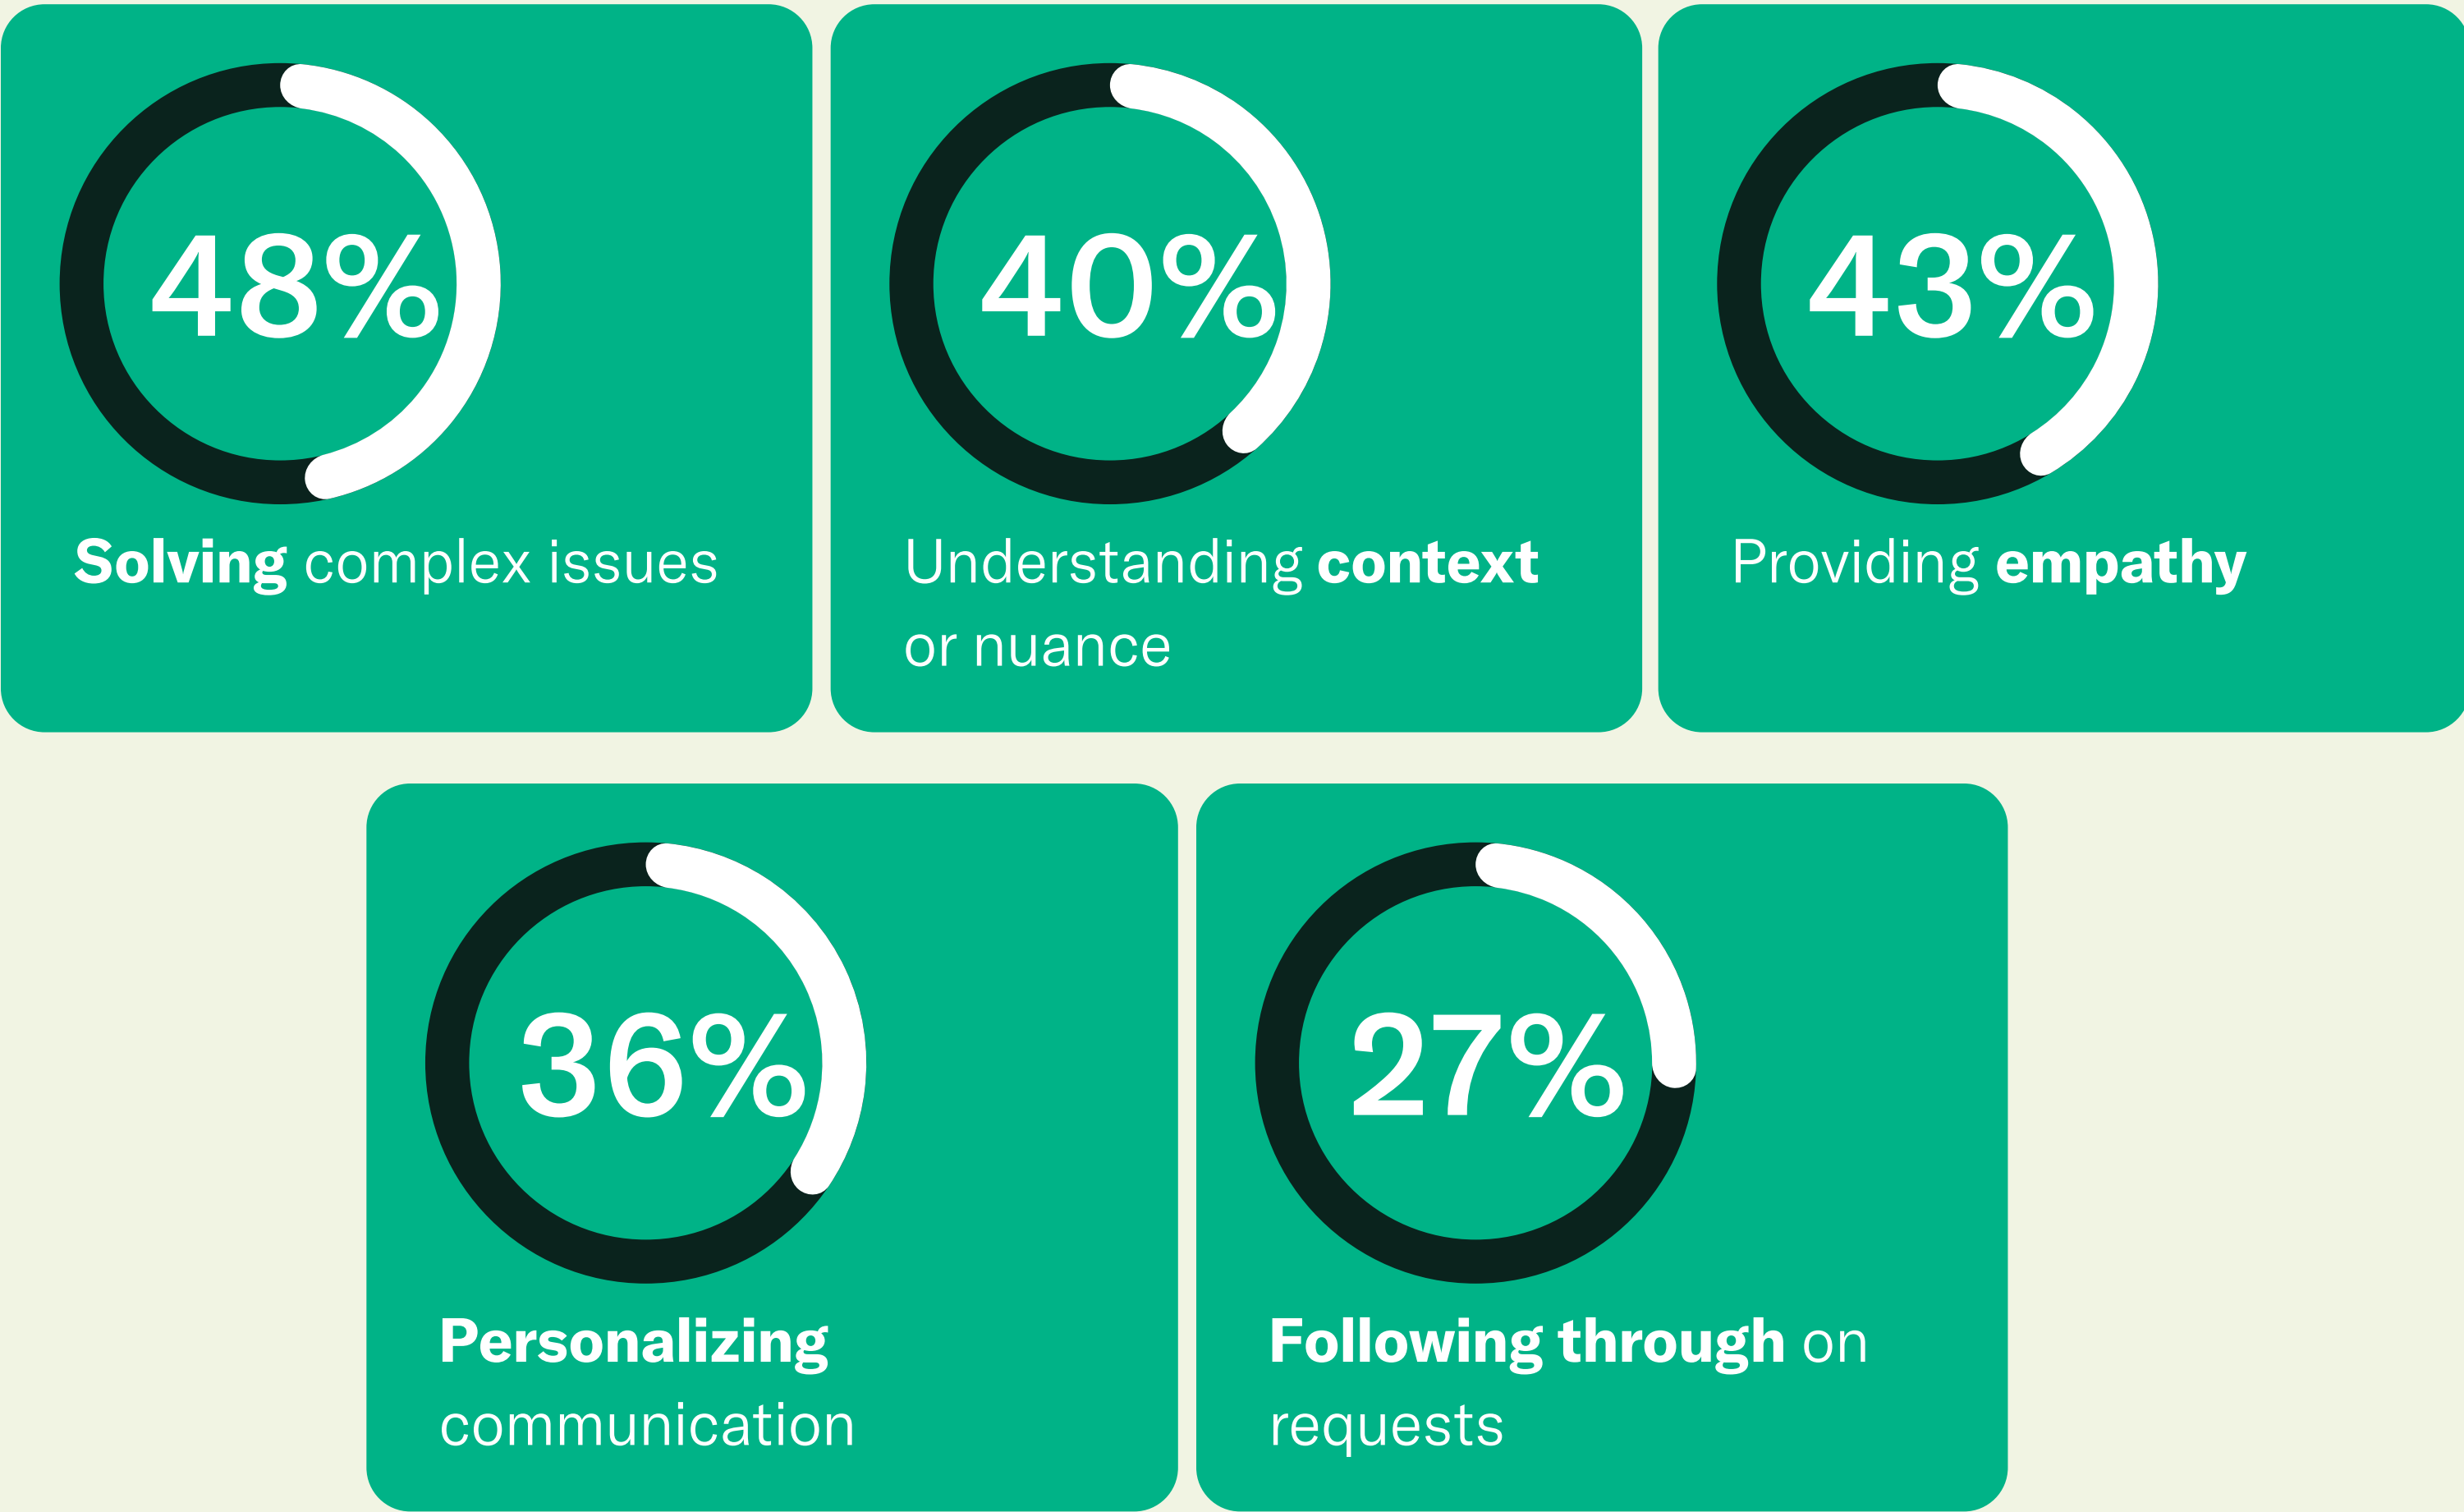 48%
Solving complex issues
40%
Understanding context
or nuance
43%
Providing empathy
36%
Personalizing
communication
27%
Following through on
requests